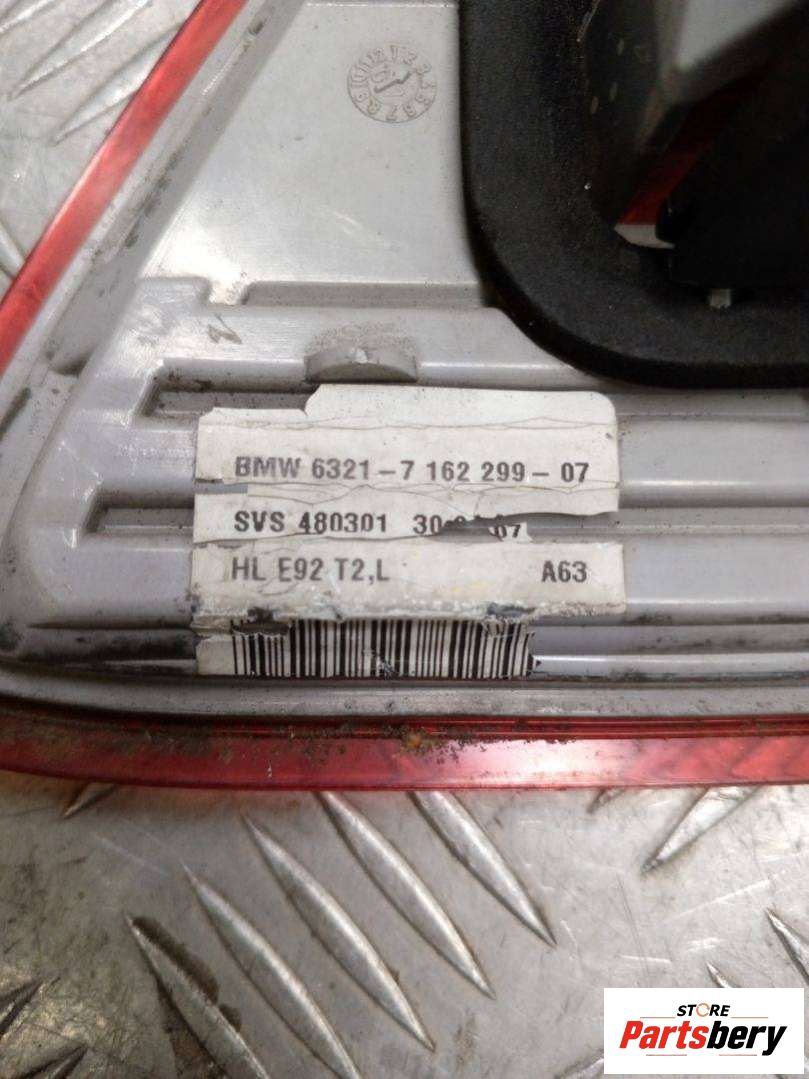 BMW 6321-7 162 299-07
SVS 480301
HL E92 T2,L A63
STORE
Partsbery